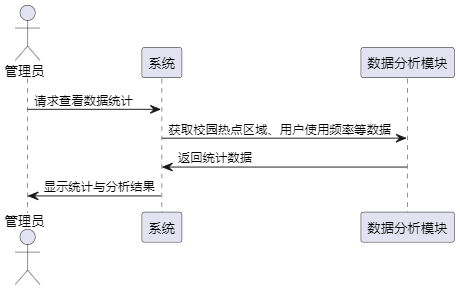 管理员
系统
数据分析模块
请求查看数据统计
获取校园热点区域、用户使用频率等数据
返回统计数据
显示统计与分析结果
管理员
系统
数据分析模块